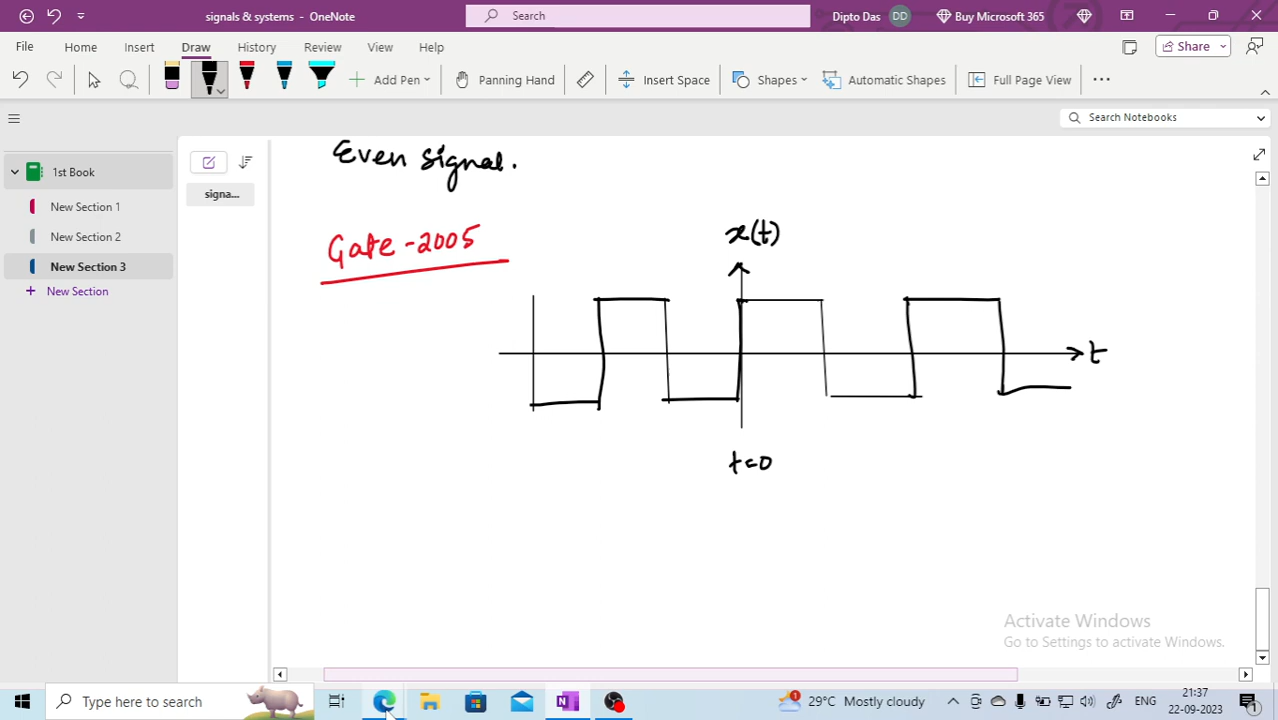 signals & systems - OneNote
Search
Dipto Das DD
Buy Microsoft 365
File Home Insert Draw History Review View Help
Share
Add Pen
Panning Hand
Insert Space
Shapes
Automatic Shapes
Full Page View
Search Notebooks
1st Book
New Section 1
New Section 2
New Section 3
New Section
signa...
Even signal.
Gate-2005
x(t)
t
t=0
Activate Windows
Go to Settings to activate Windows.
Type here to search
29°C Mostly cloudy
ENG
21:37
22-09-2023